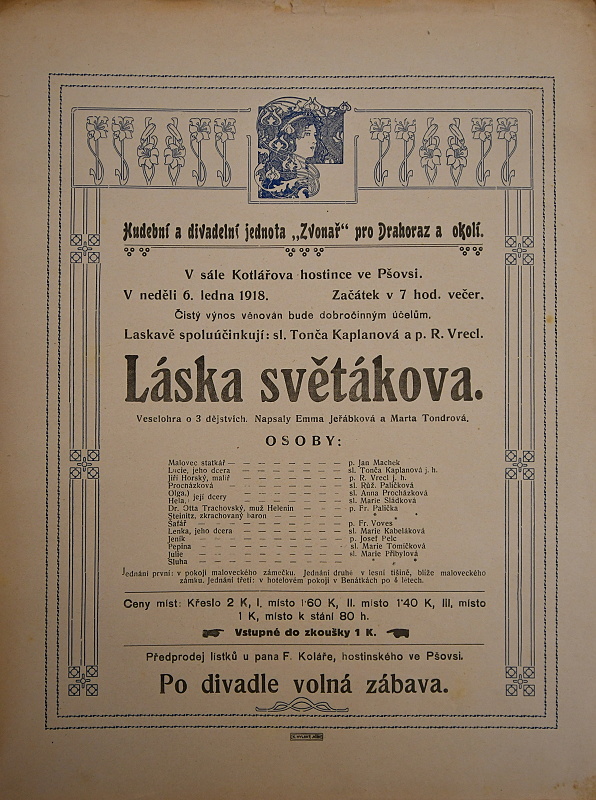 Hudební a divadelní jednota „Zvonař“ pro Drahoraz a okolí.
V sále Kotlářova hostince ve Pšovsi.
V neděli 6. ledna 1918. Začátek v 7 hod. večer.
Čistý výnos věnován bude dobročinným účelům.
Laskavě spoluúčinkují: sl. Tonča Kaplanová a p. R. Vrecl.
Láska světákova.
Veselohra o 3 dějstvích. Napsaly Emma Jeřábková a Marta Tondrová.
OSOBY:
Malovec statkář — — — — — — — p. Jan Machek
Lucie, jeho dcera — — — — — — sl. Tonča Kaplanová j. h.
Jiří Horský, malíř — — — — — — p. R. Vrecl j. h.
Procházková — — — — — — — sl. Růž. Paličková
Olga,) její dcery — — — — — — sl. Anna Procházková
Hela,) — — — — — — sl. Marie Sládková
Dr. Otta Trachovský, muž Helenin — — — p. Fr. Palička
Steinitz, zkrachovaný baron — — — — „ „ „
Šafář — — — — — — — — p. Fr. Voves
Lenka, jeho dcera — — — — — — sl. Marie Kabeláková
Jeník — — — — — — — — p. Josef Pelc
Pepina — — — — — — — — sl. Marie Tomíčková
Julie — — — — — — — — sl. Marie Přibylová
Sluha — — — — — — — — „ „ „
Jednání první: v pokoji maloveckého zámečku. Jednání druhé v lesní tišině, blíže maloveckého
zámku. Jednání třetí: v hotelovém pokoji v Benátkách po 4 letech.
Ceny míst: Křeslo 2 K, I. místo 1·60 K, II. místo 1·40 K, III. místo
1 K, místo k stání 80 h.
Vstupné do zkoušky 1 K.
Předprodej lístků u pana F. Koláře, hostinského ve Pšovsi.
Po divadle volná zábava.